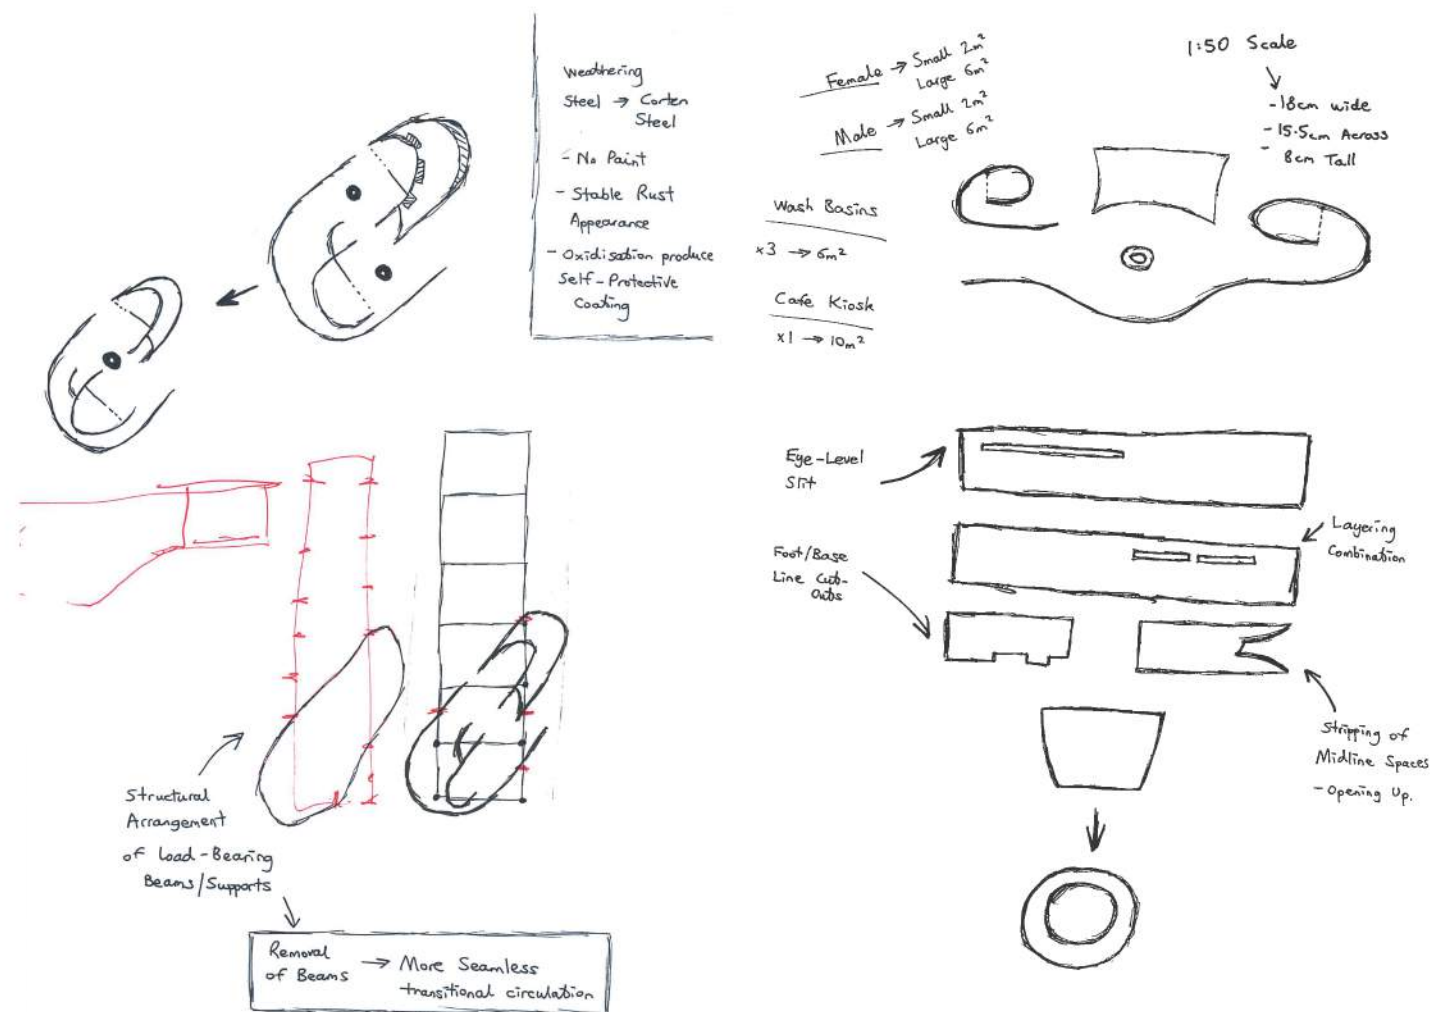 Weathering
Steel → Corten
Steel
- No Paint
- Stable Rust
Appearance
- Oxidisation produce
Self-Protective
Coating
Female → Small 2m²
Large 6m²
Male → Small 2m²
Large 6m²
Wash Basins
x3 → 6m²
Cafe Kiosk
x1 → 10m²
1:50 Scale
- 18cm wide
- 15.5cm Across
- 8cm Tall
Eye-Level
Slit
Layering
Combination
Foot/Base
Line Cut-
Outs
Stripping of
Midline Spaces
- Opening Up.
Structural
Arrangement
of Load-Bearing
Beams/Supports
Removal
of Beams → More Seamless
transitional circulation